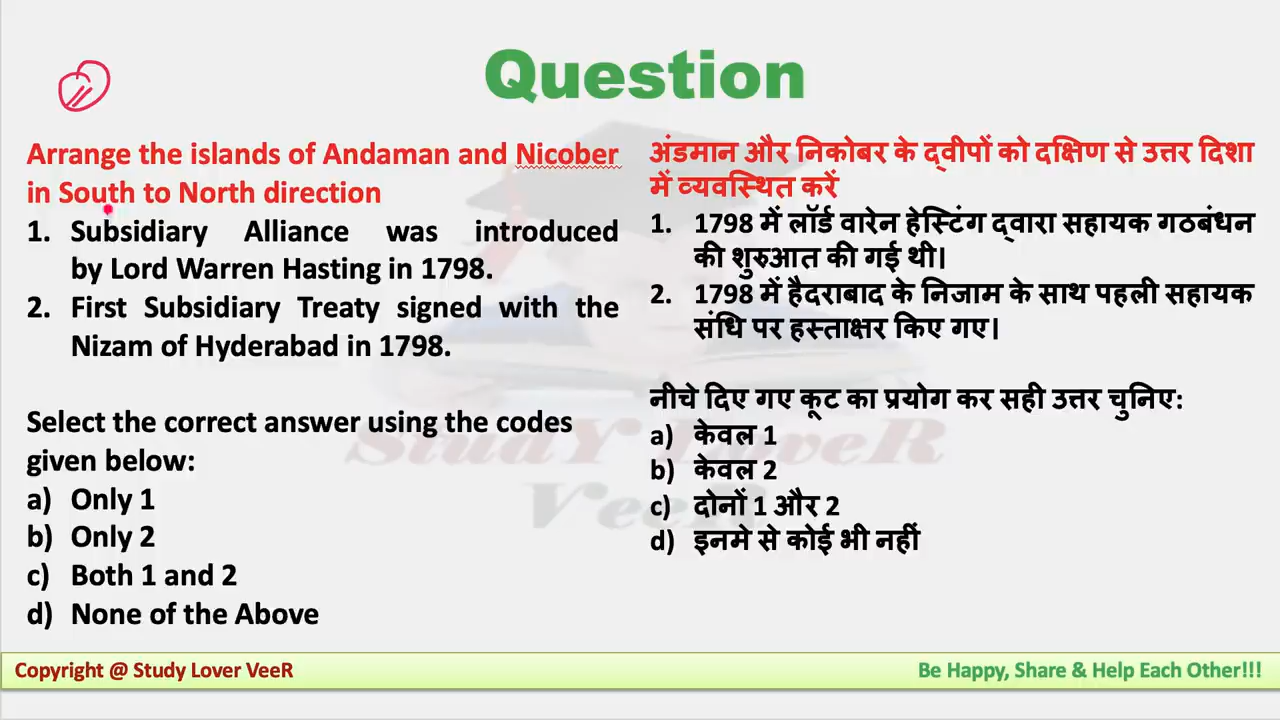 Question
Arrange the islands of Andaman and Nicober
in South to North direction
1. Subsidiary Alliance was introduced
by Lord Warren Hasting in 1798.
2. First Subsidiary Treaty signed with the
Nizam of Hyderabad in 1798.
Select the correct answer using the codes
given below:
a) Only 1
b) Only 2
c) Both 1 and 2
d) None of the Above
अंडमान और निकोबर के द्वीपों को दक्षिण से उत्तर दिशा
में व्यवस्थित करें
1. 1798 में लॉर्ड वारेन हेस्टिंग द्वारा सहायक गठबंधन
की शुरुआत की गई थी।
2. 1798 में हैदराबाद के निजाम के साथ पहली सहायक
संधि पर हस्ताक्षर किए गए।
नीचे दिए गए कूट का प्रयोग कर सही उत्तर चुनिए:
a) केवल 1
b) केवल 2
c) दोनों 1 और 2
d) इनमे से कोई भी नहीं
StudY LoveR
VeeR
Copyright @ Study Lover VeeR
Be Happy, Share & Help Each Other!!!